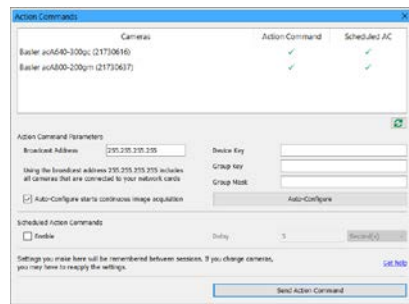 Action Commands
Cameras Action Command Scheduled AC
Basler acA640-300gc (21730616) ✓ ✓
Basler acA800-200gm (21730637) ✓ ✓
Action Command Parameters
Broadcast Address 255.255.255.255 Device Key
Using the broadcast address 255.255.255.255 includes
all cameras that are connected to your network cards
Group Key
Group Mask
Auto-Configure starts continuous image acquisition Auto-Configure
Scheduled Action Commands
Enable Delay 5 Second(s)
Settings you make here will be remembered between sessions. If you change cameras,
you may have to reapply the settings.
Get help
Send Action Command